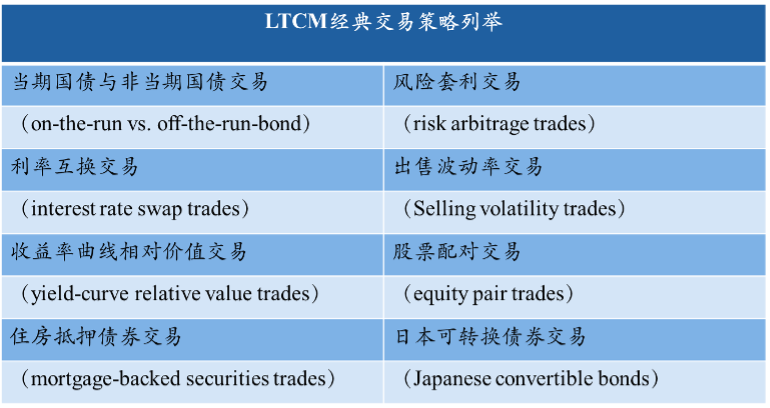 LTCM经典交易策略列举
当期国债与非当期国债交易
风险套利交易
（on-the-run vs. off-the-run-bond）
（risk arbitrage trades）
利率互换交易
出售波动率交易
（interest rate swap trades）
（Selling volatility trades）
收益率曲线相对价值交易
股票配对交易
（yield-curve relative value trades）
（equity pair trades）
住房抵押债券交易
日本可转换债券交易
（mortgage-backed securities trades）
（Japanese convertible bonds）